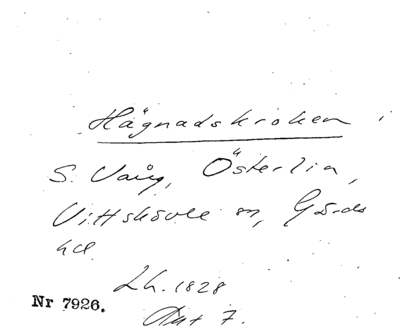 Hägnadskroken i
S. Vång, Österlia,
Vittskövle sn, Gärds
hd
Lh. 1828
Akt 7.
Nr 7926.